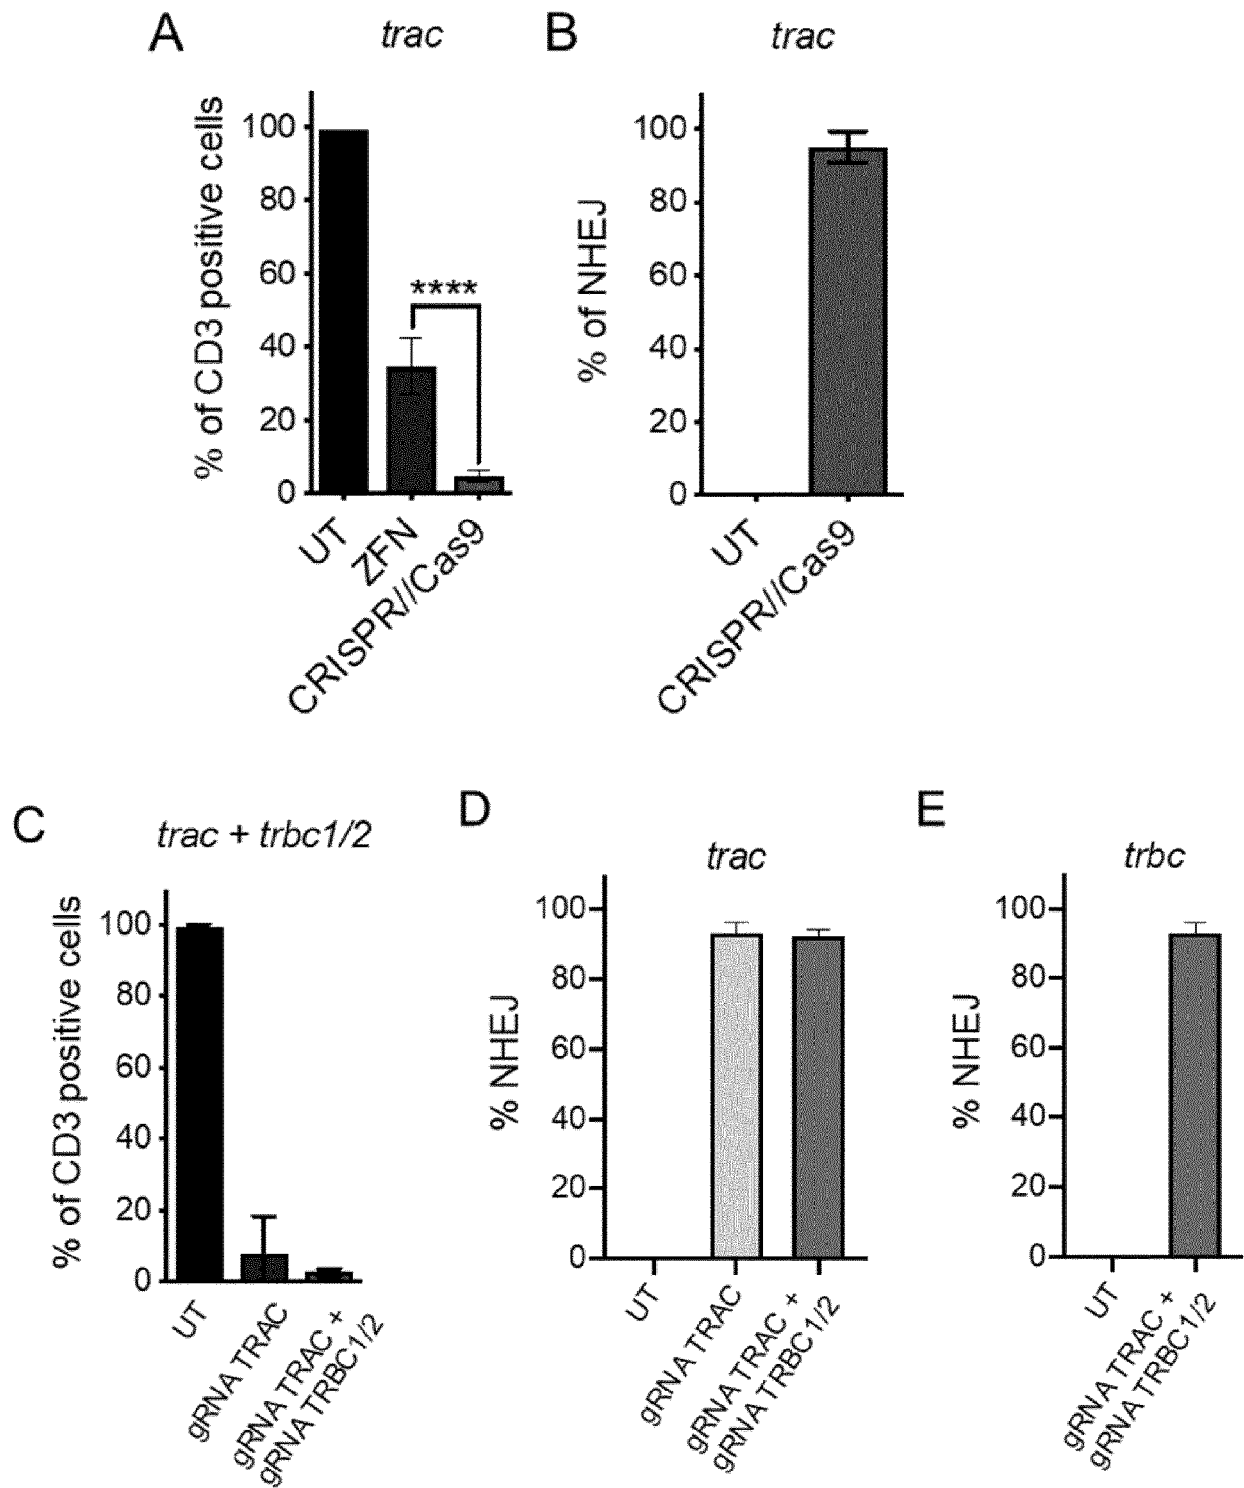 A
trac
% of CD3 positive cells
100
80
60
40
20
0
****
UT
ZFN
CRISPR//Cas9
B
trac
% of NHEJ
100
80
60
40
20
0
UT
CRISPR//Cas9
C
trac + trbc1/2
% of CD3 positive cells
100
80
60
40
20
0
UT
gRNA TRAC
gRNA TRAC +
gRNA TRBC1/2
D
trac
% NHEJ
100
80
60
40
20
0
UT
gRNA TRAC
gRNA TRAC +
gRNA TRBC1/2
E
trbc
% NHEJ
100
80
60
40
20
0
UT
gRNA TRAC +
gRNA TRBC1/2